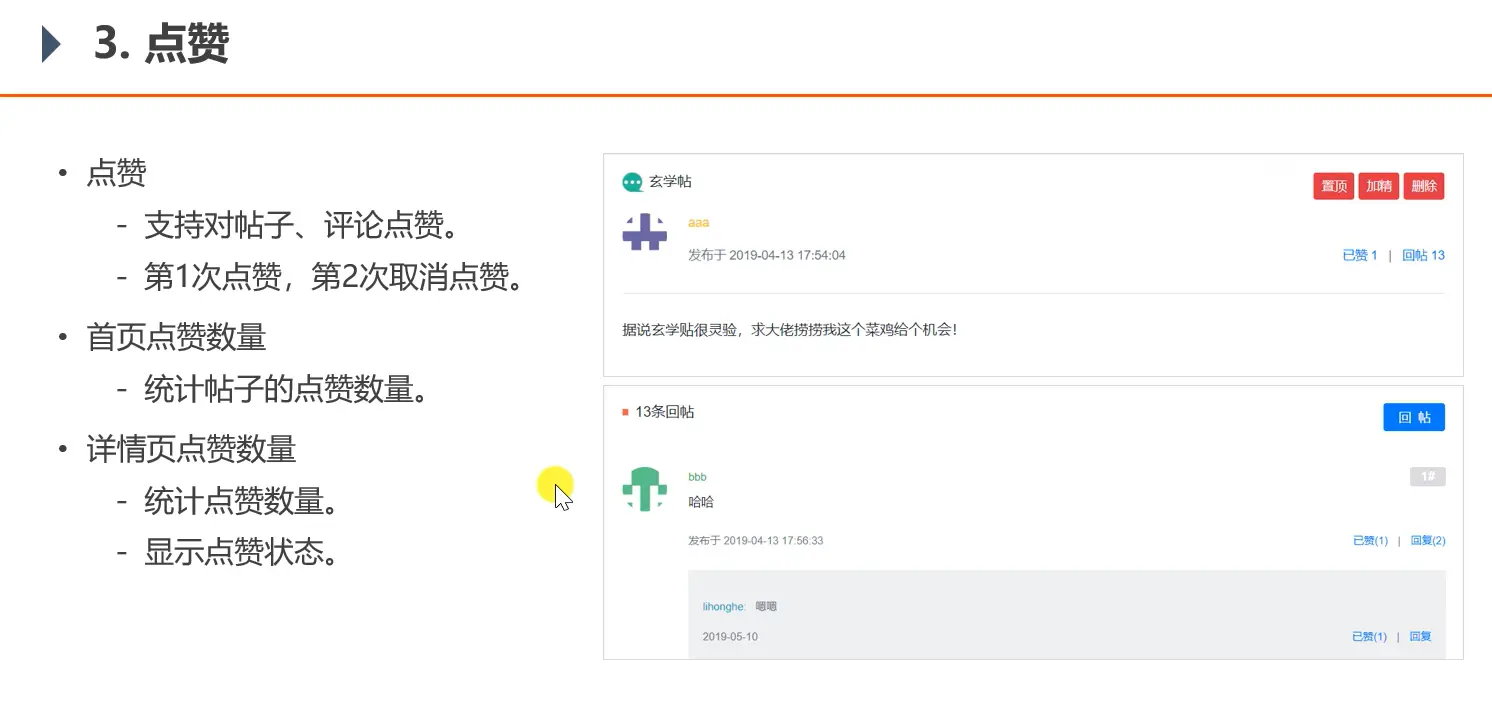 3. 点赞
• 点赞
- 支持对帖子、评论点赞。
- 第1次点赞，第2次取消点赞。
• 首页点赞数量
- 统计帖子的点赞数量。
• 详情页点赞数量
- 统计点赞数量。
- 显示点赞状态。
玄学帖
置顶 加精 删除
aaa
发布于 2019-04-13 17:54:04
已赞 1 | 回帖 13
据说玄学贴很灵验，求大佬捞捞我这个菜鸡给个机会！
13条回帖
回 帖
bbb
1#
哈哈
发布于 2019-04-13 17:56:33
已赞(1) | 回复(2)
lihonghe: 嗯嗯
2019-05-10
已赞(1) | 回复